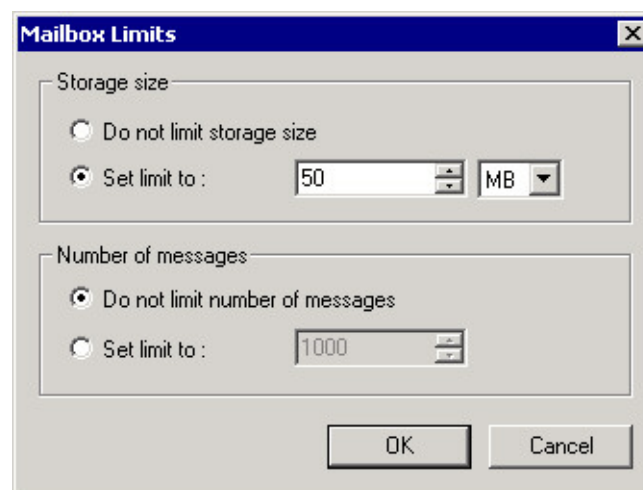 Mailbox Limits
Storage size
Do not limit storage size
Set limit to : 50 MB
Number of messages
Do not limit number of messages
Set limit to : 1000
OK Cancel